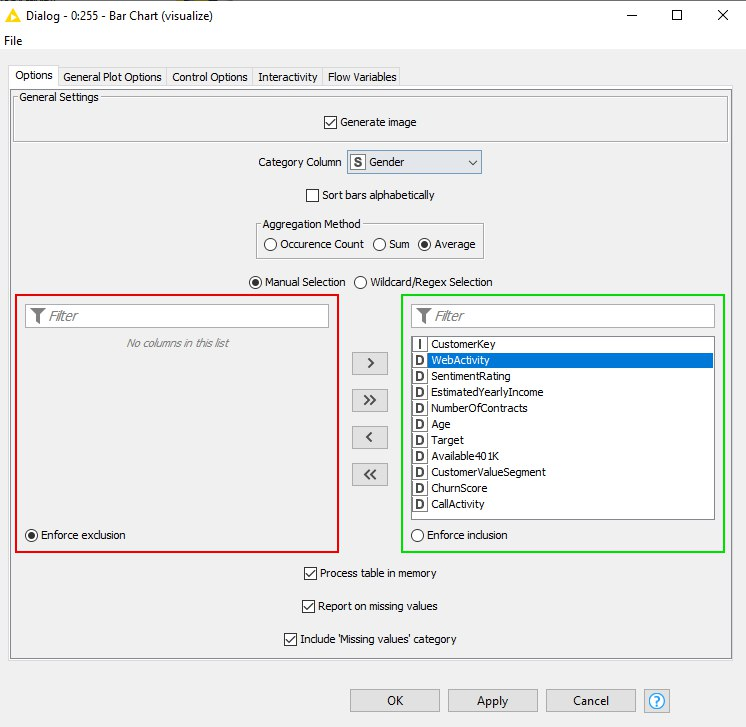 Dialog - 0:255 - Bar Chart (visualize)
File
Options General Plot Options Control Options Interactivity Flow Variables
General Settings
Generate image
Category Column S Gender
Sort bars alphabetically
Aggregation Method
Occurence Count Sum Average
Manual Selection Wildcard/Regex Selection
Filter
No columns in this list
Enforce exclusion
>
>>
<
<<
Filter
I CustomerKey
D WebActivity
D SentimentRating
D EstimatedYearlyIncome
D NumberOfContracts
D Age
D Target
D Available401K
D CustomerValueSegment
D ChurnScore
D CallActivity
Enforce inclusion
Process table in memory
Report on missing values
Include 'Missing values' category
OK Apply Cancel ?